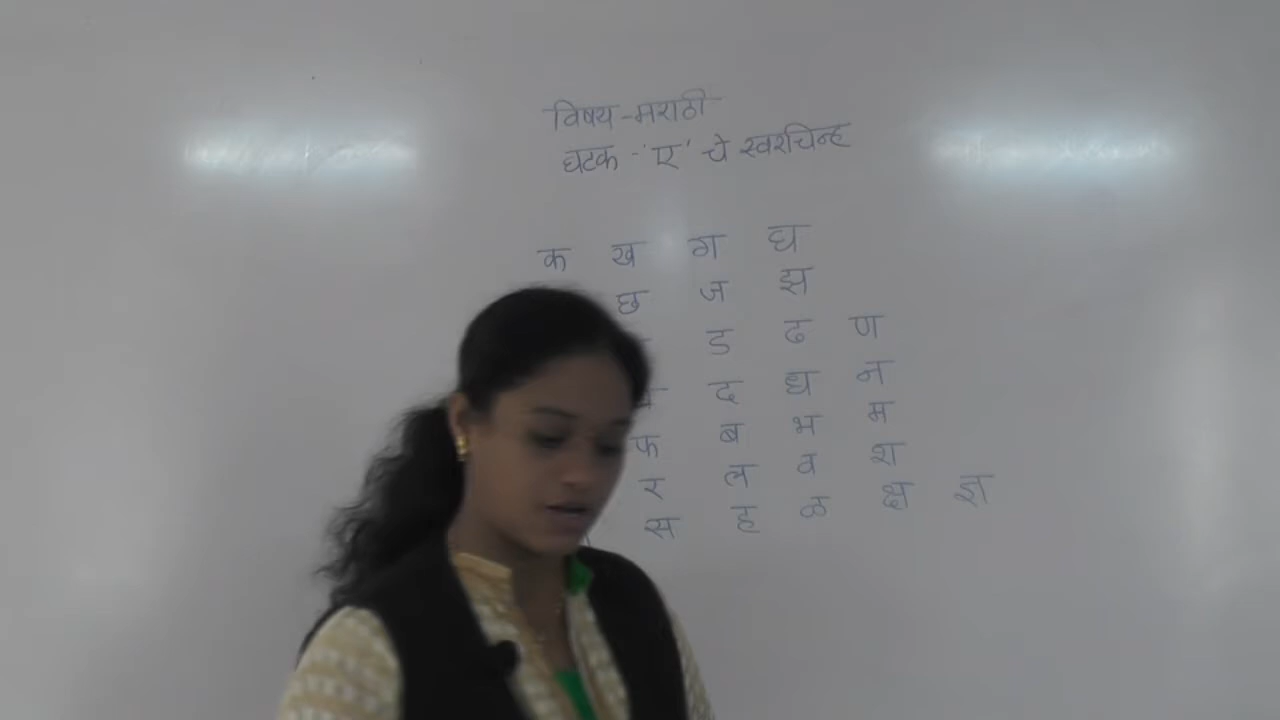 विषय - मराठी
घटक - 'ए' चे स्वरचिन्ह
क ख ग घ
छ ज झ
ड ढ ण
द ध न
फ ब भ म
र ल व श
स ह ळ क्ष ज्ञ